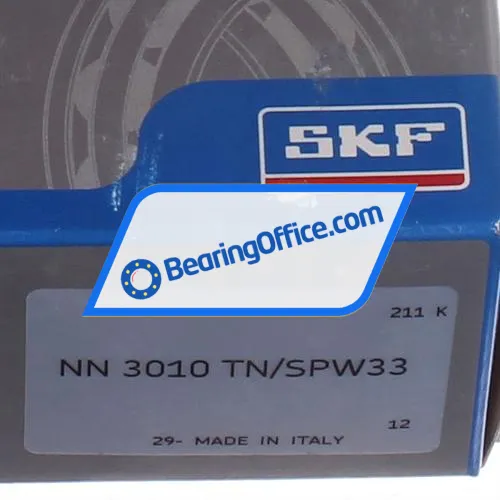 SKF
BearingOffice.com
211 K
NN 3010 TN/SPW33
12
29- MADE IN ITALY